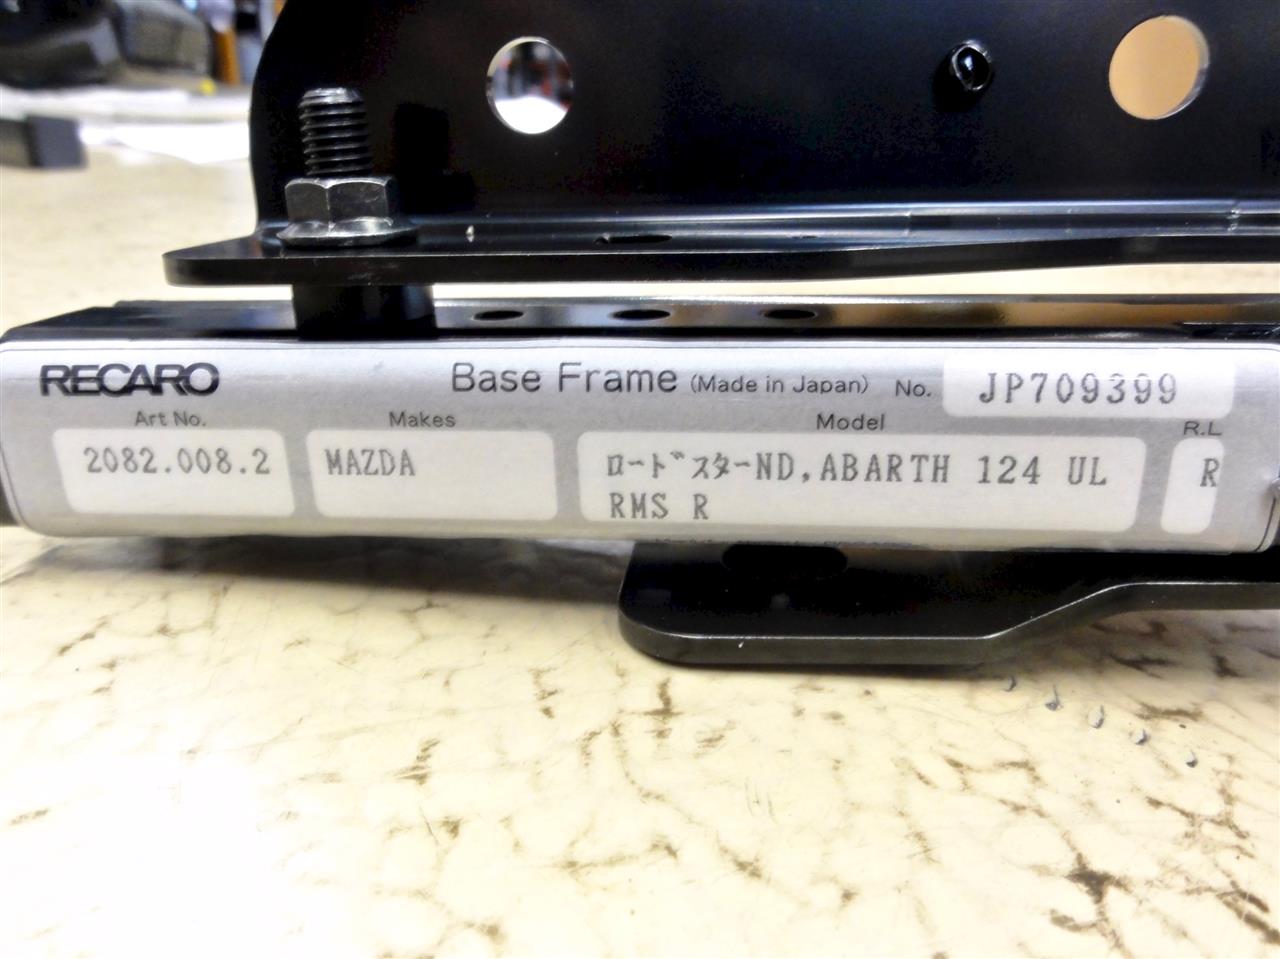 RECARO Base Frame (Made in Japan) No. JP709399
Art No. Makes Model R.L
2082.008.2 MAZDA ロードスターND,ABARTH 124 UL R
RMS R